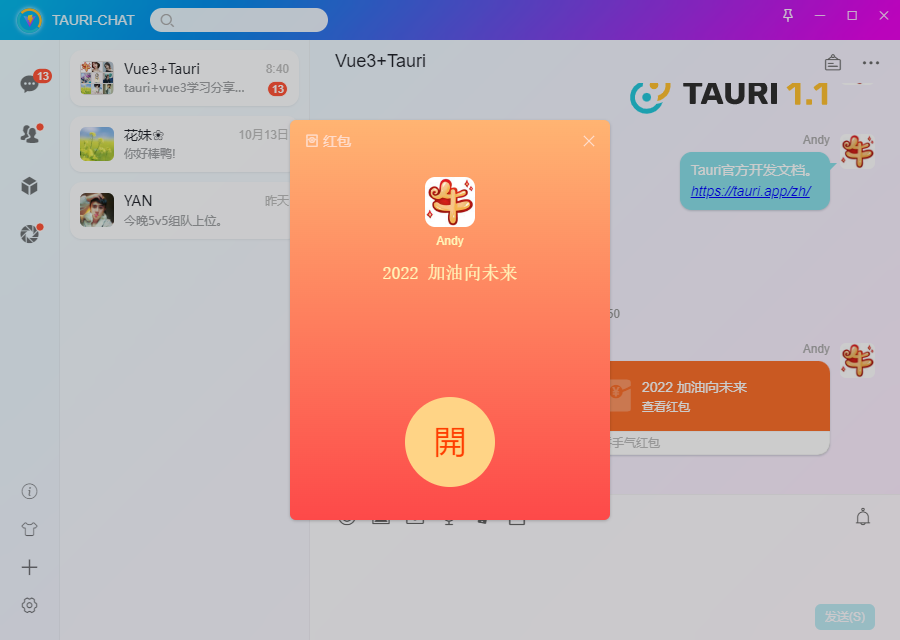 TAURI-CHAT
13
Vue3+Tauri
8:40
tauri+vue3学习分享...
13
花妹❀
10月13日
你好棒鸭!
YAN
昨天
今晚5v5组队上位。
Vue3+Tauri
TAURI 1.1
Andy
Tauri官方开发文档。
https://tauri.app/zh/
50
Andy
2022 加油向未来
查看红包
手气红包
红包
牛
Andy
2022 加油向未来
開
发送(S)